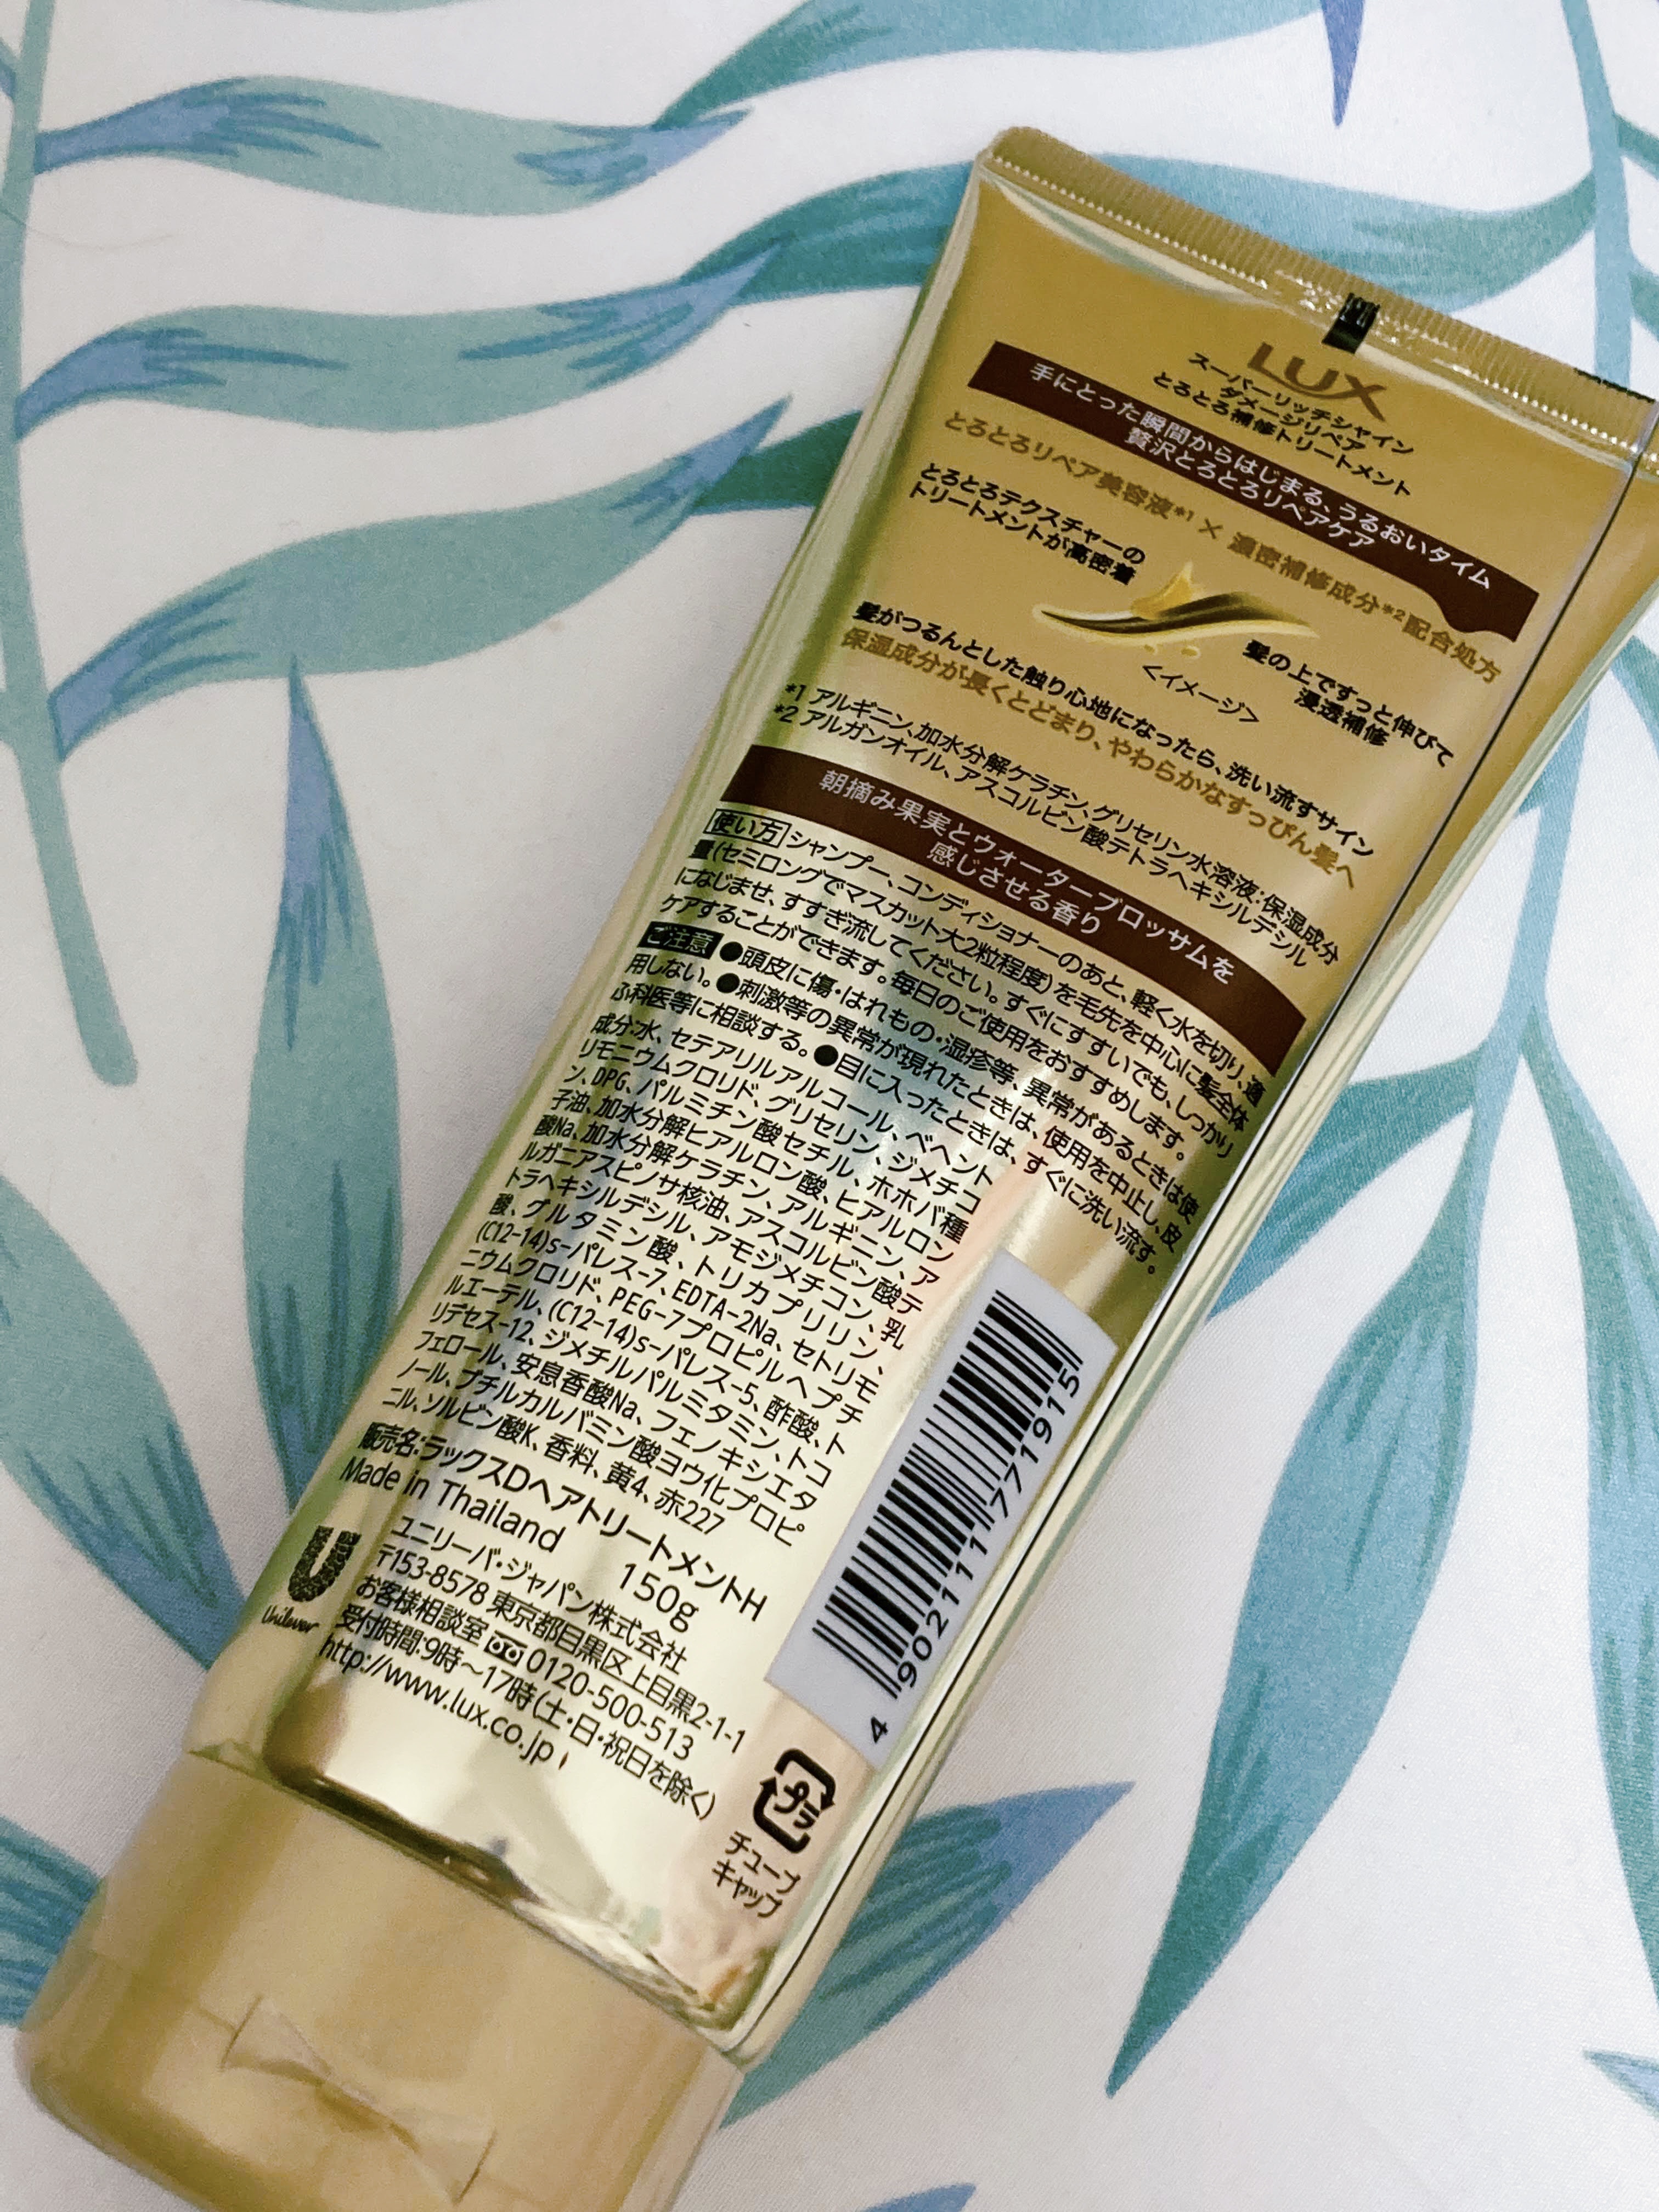 LUX
スーパーリッチシャイン
ダメージリペア
とろとろ補修トリートメント
手にとった瞬間からはじまる、うるおいタイム
贅沢とろとろリペアケア
とろとろリペア美容液*1 × 濃密補修成分*2配合処方
とろとろテクスチャーの
トリートメントが高密着
髪の上でずっと伸びて
浸透補修
<イメージ>
髪がつるんとした触り心地になったら、洗い流すサイン
保湿成分が長くとどまり、やわらかなすっぴん髪へ
*1 アルギニン、加水分解ケラチン、グリセリン水溶液:保湿成分
*2 アルガンオイル、アスコルビン酸テトラヘキシルデシル
朝摘み果実とウォーターブロッサムを
感じさせる香り
使い方 シャンプー、コンディショナーのあと、軽く水を切り、適
量(セミロングでマスカット大2粒程度)を毛先を中心に髪全体
になじませ、すすぎ流してください。すぐにすすいでも、しっかり
ケアすることができます。毎日のご使用をおすすめします。
ご注意 ●頭皮に傷・はれもの・湿疹等、異常があるときは使
用しない。●刺激等の異常が現れたときは、使用を中止し、皮
ふ科医等に相談する。●目に入ったときは、すぐに洗い流す。
成分:水、セテアリルアルコール、ベヘント
リモニウムクロリド、グリセリン、ジメチコ
ン、DPG、パルミチン酸セチル、ホホバ種
子油、加水分解ヒアルロン酸、ヒアルロン
酸Na、加水分解ケラチン、アルギニン、ア
ルガニアスピノサ核油、アスコルビン酸テ
トラヘキシルデシル、アモジメチコン、乳
酸、グルタミン酸、トリカプリリン、
(C12-14)s-パレス-7、EDTA-2Na、セトリモ
ニウムクロリド、PEG-7プロピルヘプチ
ルエーテル、(C12-14)s-パレス-5、酢酸、ト
リデセス-12、ジメチルパルミタミン、トコ
フェロール、安息香酸Na、フェノキシエタ
ノール、ブチルカルバミン酸ヨウ化プロピ
ニル、ソルビン酸K、香料、黄4、赤227
販売名:ラックスDヘアトリートメントH
Made in Thailand 150g
Unilever
ユニリーバ・ジャパン株式会社
〒153-8578 東京都目黒区上目黒2-1-1
お客様相談室 0120-500-513
受付時間:9時〜17時(土・日・祝日を除く)
http://www.lux.co.jp
4 902111 771915
プラ
チューブ
キャップ